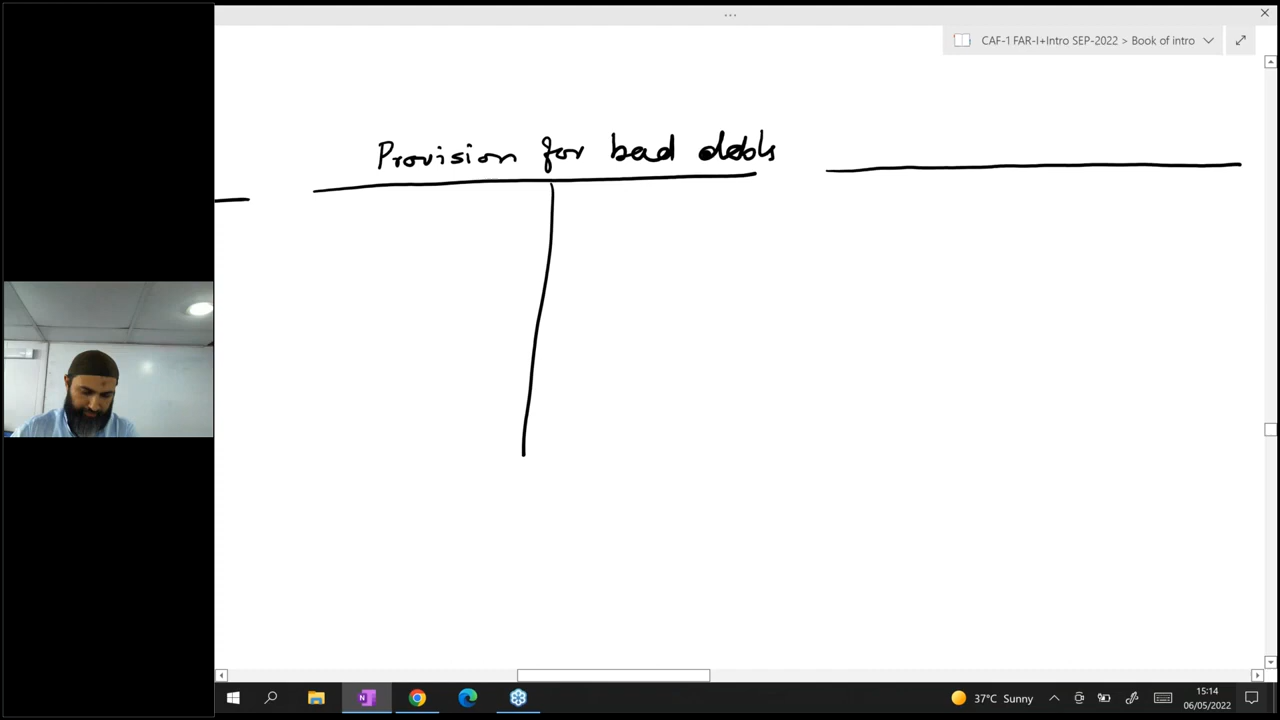 CAF-1 FAR-I+Intro SEP-2022 > Book of intro
Provision for bad debts
37°C Sunny
15:14
06/05/2022